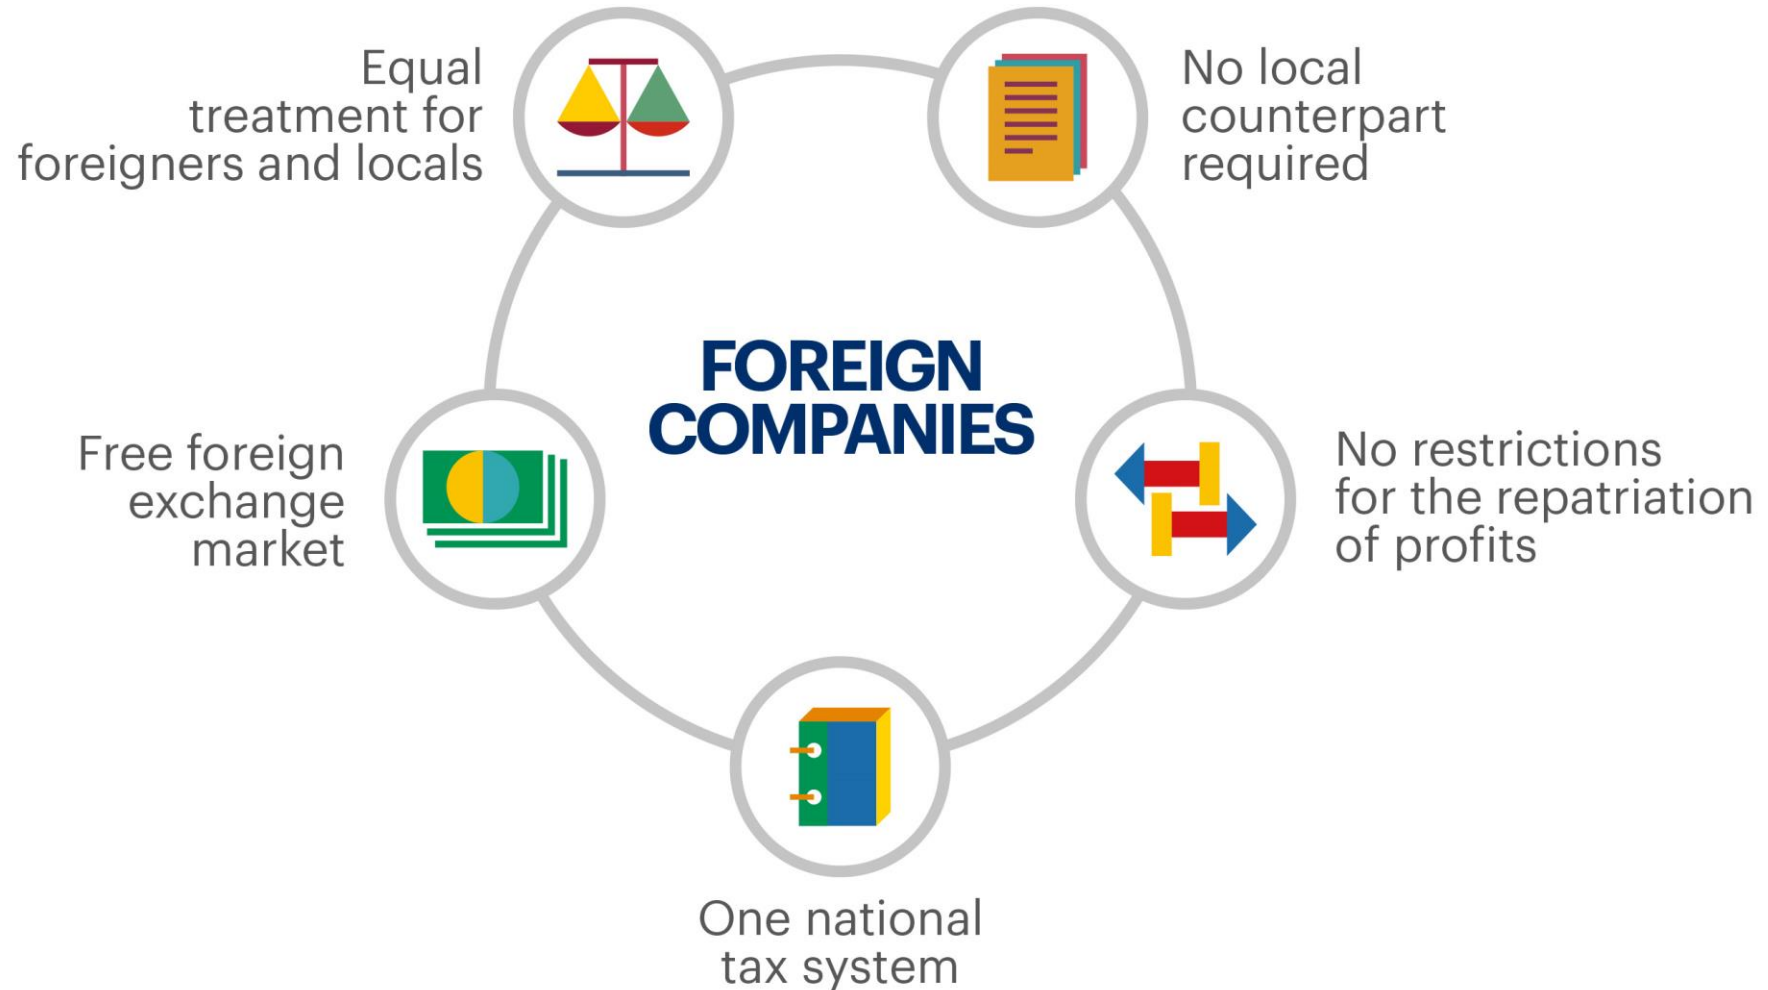 Equal
treatment for
foreigners and locals
No local
counterpart
required
FOREIGN
COMPANIES
Free foreign
exchange
market
No restrictions
for the repatriation
of profits
One national
tax system